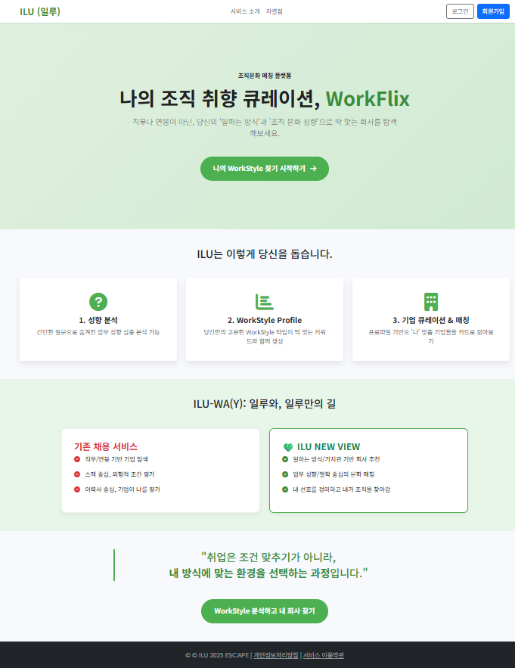 ILU (일루)
서비스 소개 차별점
로그인 회원가입
조직문화 매칭 플랫폼
나의 조직 취향 큐레이션, WorkFlix
직무나 연봉이 아닌, 당신의 '일하는 방식'과 '조직 문화 성향'으로 딱 맞는 회사를 탐색
해보세요.
나의 WorkStyle 찾기 시작하기 →
ILU는 이렇게 당신을 돕습니다.
1. 성향 분석
간단한 질문으로 숨겨진 업무 성향 심층 분석 가능
2. WorkStyle Profile
당신만의 고유한 WorkStyle 타입이 딱 맞는 키워
드와 함께 생성
3. 기업 큐레이션 & 매칭
프로파일 기반으로 '나' 맞춤 기업들을 카드로 모아보
기
ILU-WA(Y): 일루와, 일루만의 길
기존 채용 서비스
직무/연봉 기반 기업 탐색
스펙 중심, 외형적 조건 평가
이력서 중심, 기업이 나를 평가
ILU NEW VIEW
일하는 방식/가치관 기반 회사 추천
업무 성향/협력 중심의 문화 매칭
내 선호를 정의하고 내가 조직을 찾아감
"취업은 조건 맞추기가 아니라,
내 방식에 맞는 환경을 선택하는 과정입니다."
WorkStyle 분석하고 내 회사 찾기
© © ILU 2025 ESCAPE | 개인정보처리방침 | 서비스 이용약관